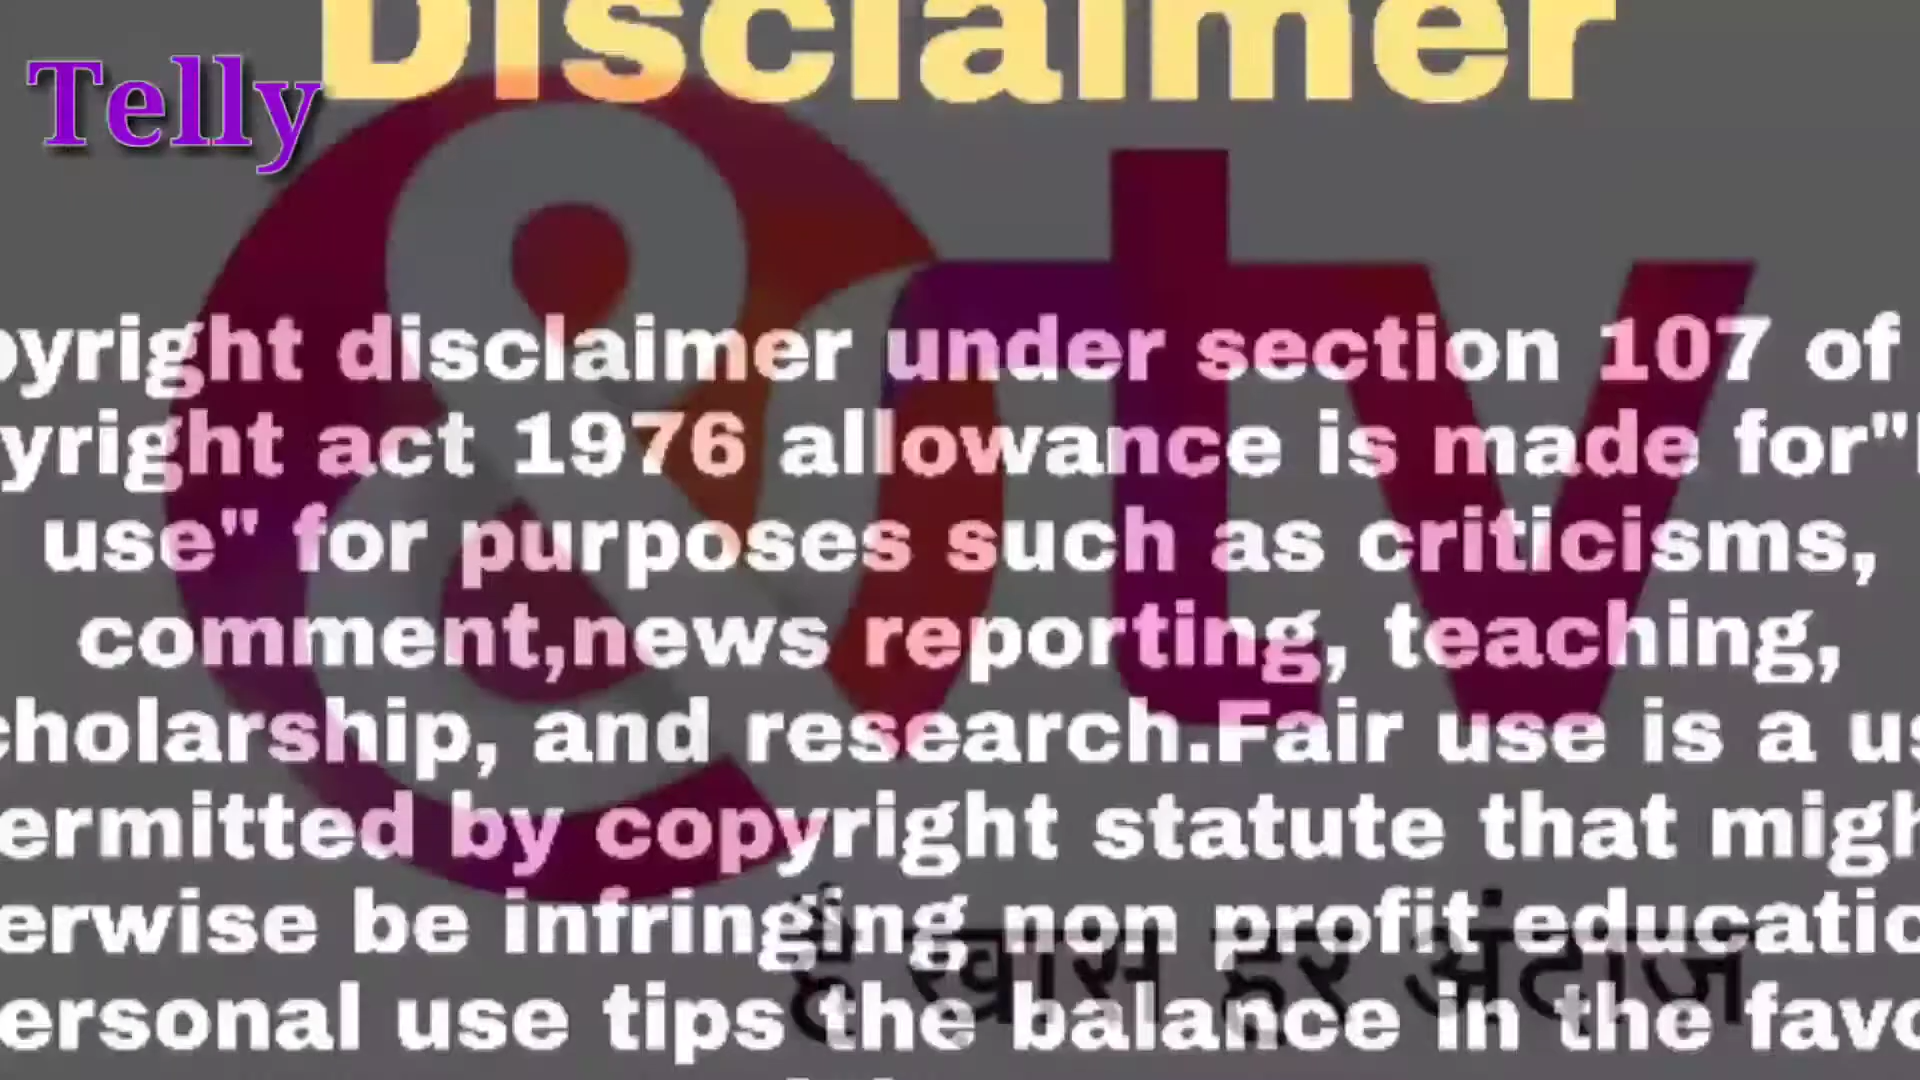 Disclaimer
Telly
&tv
pyright disclaimer under section 107 of
yright act 1976 allowance is made for"
use" for purposes such as criticisms,
comment,news reporting, teaching,
cholarship, and research.Fair use is a us
ermitted by copyright statute that migh
erwise be infringing non profit educatio
है खास हर अंदाज़
ersonal use tips the balance in the favo